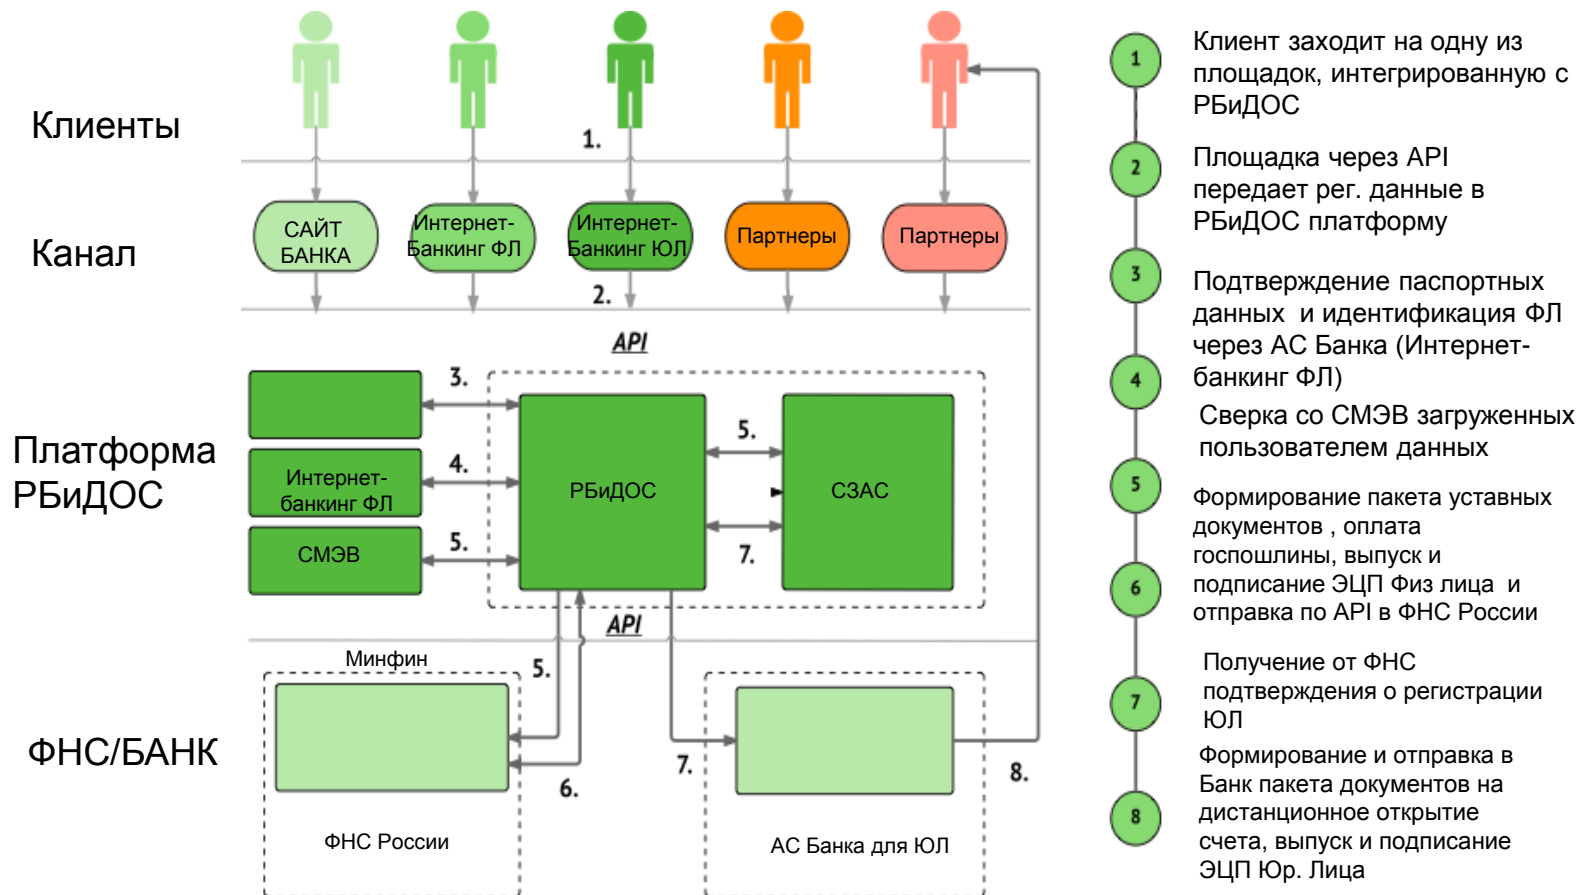 Клиенты
1.
Канал
САЙТ
БАНКА
Интернет-
Банкинг ФЛ
Интернет-
Банкинг ЮЛ
Партнеры
Партнеры
2.
API
Платформа
РБиДОС
3.
4.
Интернет-
банкинг ФЛ
5.
СМЭВ
РБиДОС
5.
7.
СЗАС
API
ФНС/БАНК
Минфин
5.
6.
ФНС России
7.
АС Банка для ЮЛ
8.
1
Клиент заходит на одну из
площадок, интегрированную с
РБиДОС
2
Площадка через API
передает рег. данные в
РБиДОС платформу
3
Подтверждение паспортных
данных и идентификация ФЛ
через АС Банка (Интернет-
банкинг ФЛ)
4
Сверка со СМЭВ загруженных
пользователем данных
5
Формирование пакета уставных
документов , оплата
госпошлины, выпуск и
подписание ЭЦП Физ лица и
отправка по API в ФНС России
6
Получение от ФНС
подтверждения о регистрации
ЮЛ
7
Формирование и отправка в
Банк пакета документов на
дистанционное открытие
счета, выпуск и подписание
ЭЦП Юр. Лица
8